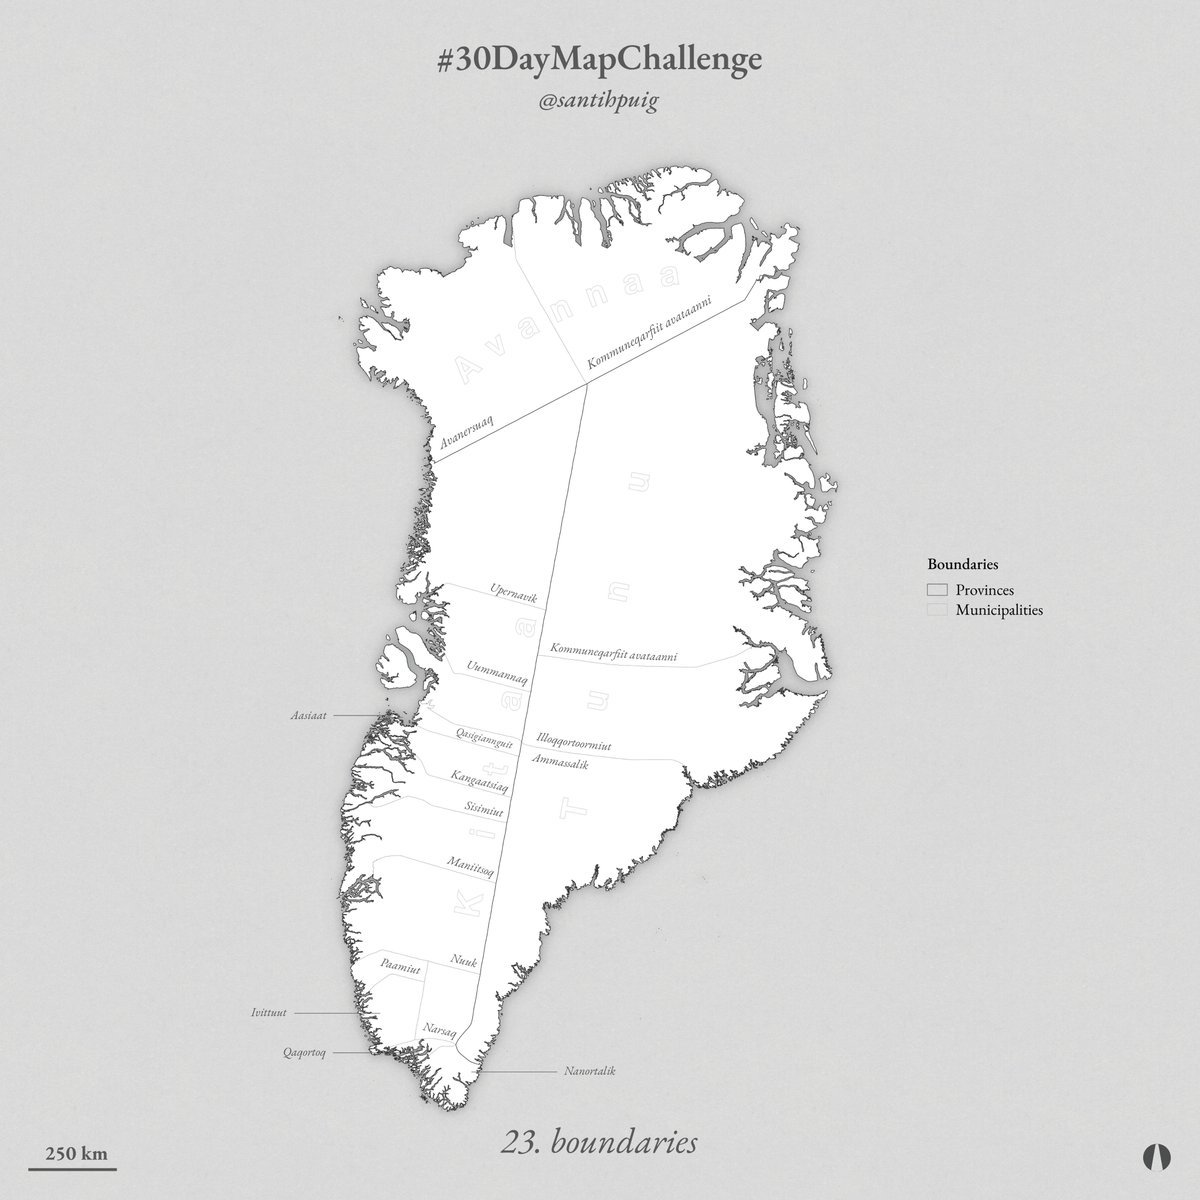 #30DayMapChallenge
@santihpuig
Avannaa
Kommuneqarfiit avataanni
Avanersuaq
Tunu
Kitaa
Upernavik
Kommuneqarfiit avataanni
Uummannaq
Aasiaat
Qasigiannguit
Illoqqortoormiut
Ammassalik
Kangaatsiaq
Sisimiut
Maniitsoq
Nuuk
Paamiut
Ivittuut
Narsaq
Qaqortoq
Nanortalik
Boundaries
Provinces
Municipalities
23. boundaries
250 km